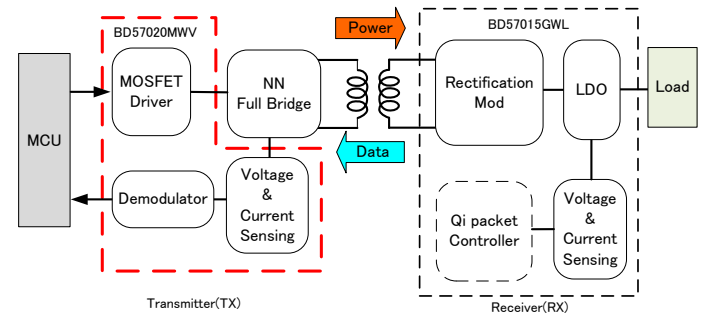 BD57020MWV
Power
BD57015GWL
MCU
MOSFET
Driver
NN
Full Bridge
Rectification
Mod
LDO
Load
Data
Demodulator
Voltage
&
Current
Sensing
Qi packet
Controller
Voltage
&
Current
Sensing
Transmitter(TX)
Receiver(RX)